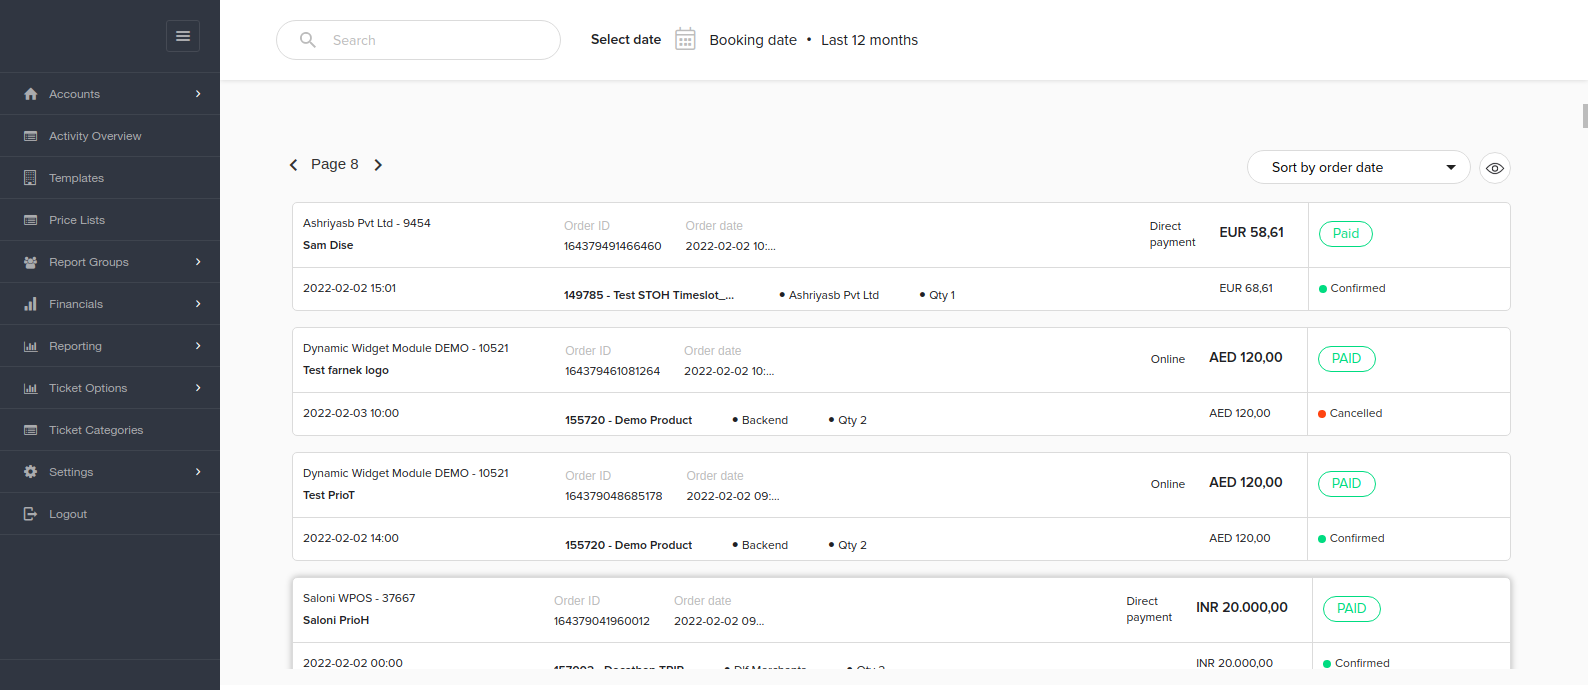 Search
Select date Booking date • Last 12 months
Accounts
Activity Overview
Templates
Price Lists
Report Groups
Financials
Reporting
Ticket Options
Ticket Categories
Settings
Logout
Page 8
Sort by order date
Ashriyasb Pvt Ltd - 9454
Sam Dise
Order ID
164379491466460
Order date
2022-02-02 10:...
Direct
payment
EUR 58,61
Paid
2022-02-02 15:01
149785 - Test STOH Timeslot_... • Ashriyasb Pvt Ltd • Qty 1
EUR 68,61
Confirmed
Dynamic Widget Module DEMO - 10521
Test farnek logo
Order ID
164379461081264
Order date
2022-02-02 10:...
Online
AED 120,00
PAID
2022-02-03 10:00
155720 - Demo Product • Backend • Qty 2
AED 120,00
Cancelled
Dynamic Widget Module DEMO - 10521
Test PrioT
Order ID
164379048685178
Order date
2022-02-02 09:...
Online
AED 120,00
PAID
2022-02-02 14:00
155720 - Demo Product • Backend • Qty 2
AED 120,00
Confirmed
Saloni WPOS - 37667
Saloni PrioH
Order ID
164379041960012
Order date
2022-02-02 09...
Direct
payment
INR 20.000,00
PAID
2022-02-02 00:00
INR 20.000,00
Confirmed